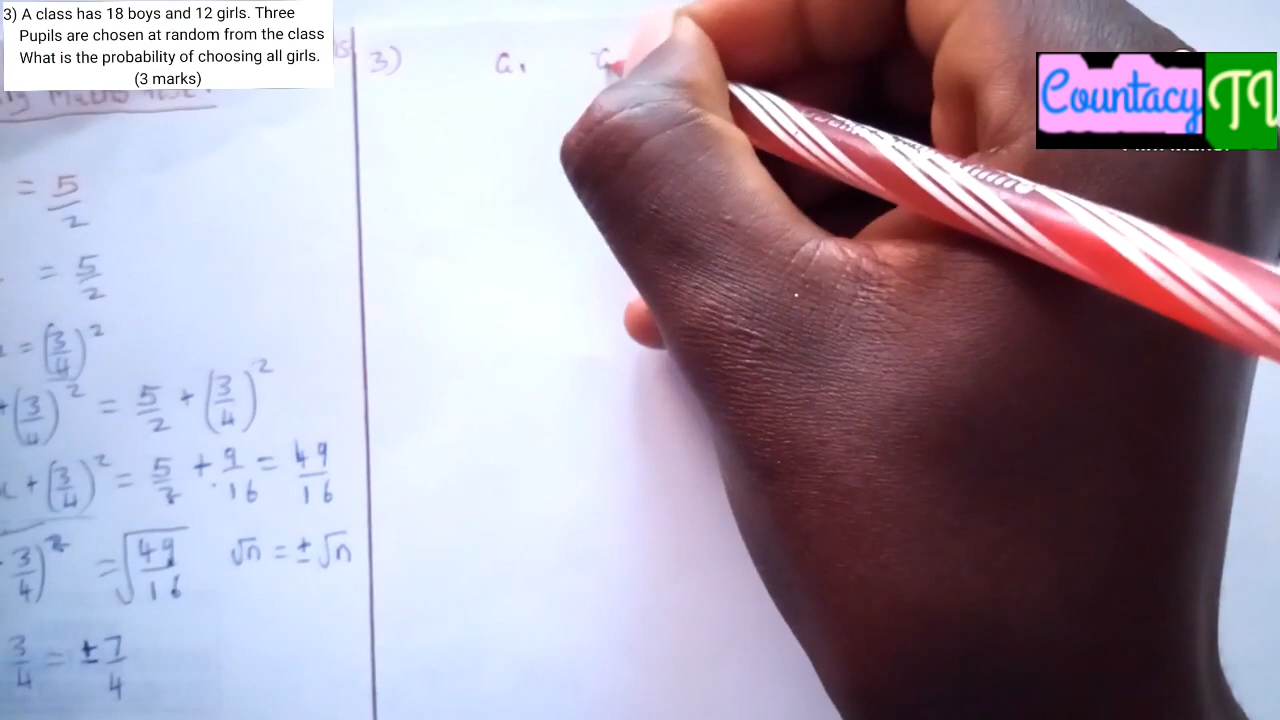 3) A class has 18 boys and 12 girls. Three
Pupils are chosen at random from the class
What is the probability of choosing all girls.
(3 marks)
Countacy
= 5/2
= 5/2
= (3/4)²
+ (3/4)² = 5/2 + (3/4)²
+ (3/4)² = 5/2 + 9/16 = 49/16
3/4)² = √49/16 √n = ±√n
3/4 = ±7/4
3) G,